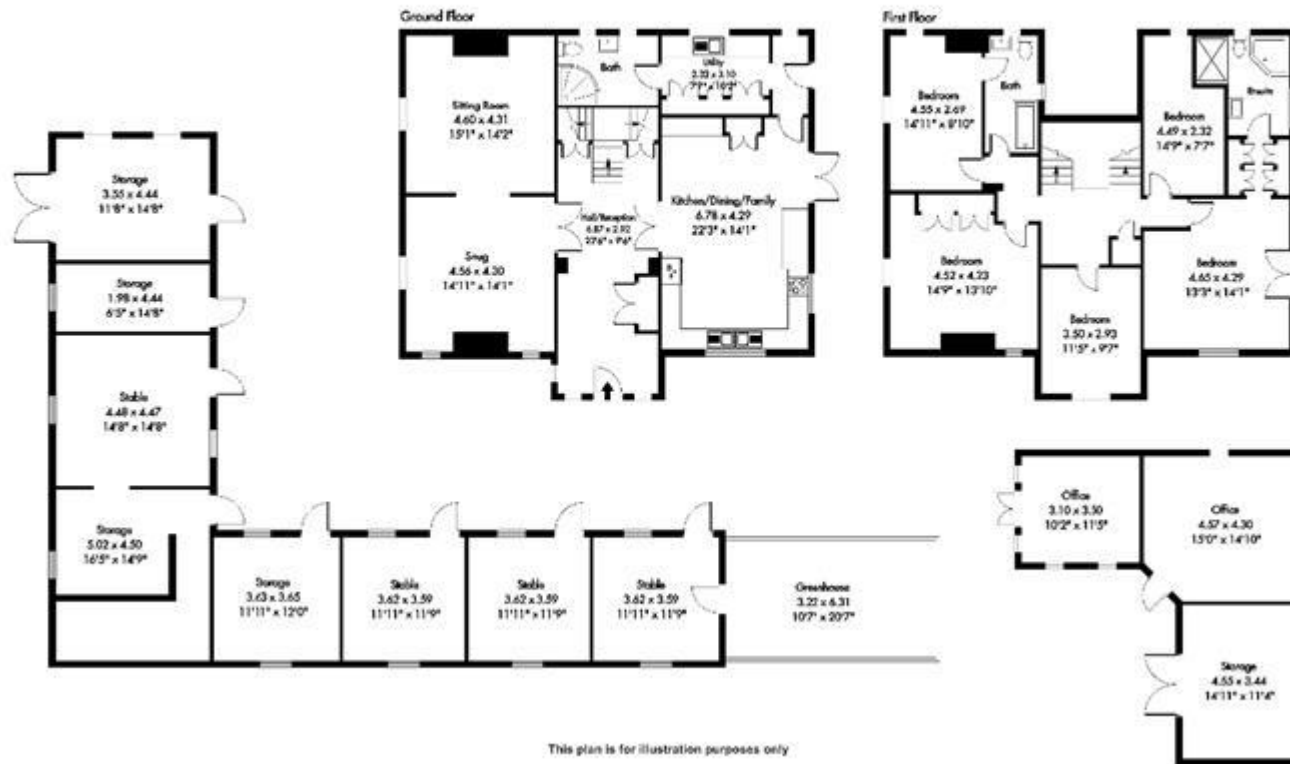 Ground Floor
Sitting Room
4.60 x 4.31
15'1" x 14'2"
Bath
Utility
2.33 x 3.10
Snug
4.56 x 4.30
14'11" x 14'1"
Hall/Reception
6.87 x 2.92
Kitchen/Dining/Family
6.78 x 4.29
22'3" x 14'1"
First Floor
Bedroom
4.55 x 2.69
14'11" x 8'10"
Bath
Bedroom
4.49 x 2.32
14'9" x 7'7"
Ensuite
Bedroom
4.52 x 4.23
14'9" x 13'10"
Bedroom
3.50 x 2.93
11'5" x 9'7"
Bedroom
4.65 x 4.29
13'3" x 14'1"
Storage
3.55 x 4.44
11'8" x 14'8"
Storage
1.98 x 4.44
6'5" x 14'8"
Stable
4.48 x 4.47
14'8" x 14'8"
Storage
5.02 x 4.50
16'5" x 14'9"
Storage
3.63 x 3.65
11'11" x 12'0"
Stable
3.62 x 3.59
11'11" x 11'9"
Stable
3.62 x 3.59
11'11" x 11'9"
Stable
3.62 x 3.59
11'11" x 11'9"
Greenhouse
3.22 x 6.31
10'7" x 20'7"
Office
3.10 x 3.50
10'2" x 11'5"
Office
4.57 x 4.30
15'0" x 14'10"
Storage
4.55 x 3.44
14'11" x 11'4"
This plan is for illustration purposes only